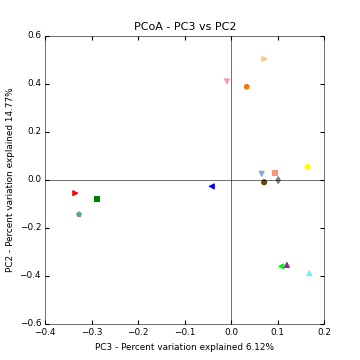 PCoA - PC3 vs PC2
0.6
0.4
0.2
0.0
−0.2
−0.4
−0.6
PC2 - Percent variation explained 14.77%
−0.4 −0.3 −0.2 −0.1 0.0 0.1 0.2
PC3 - Percent variation explained 6.12%